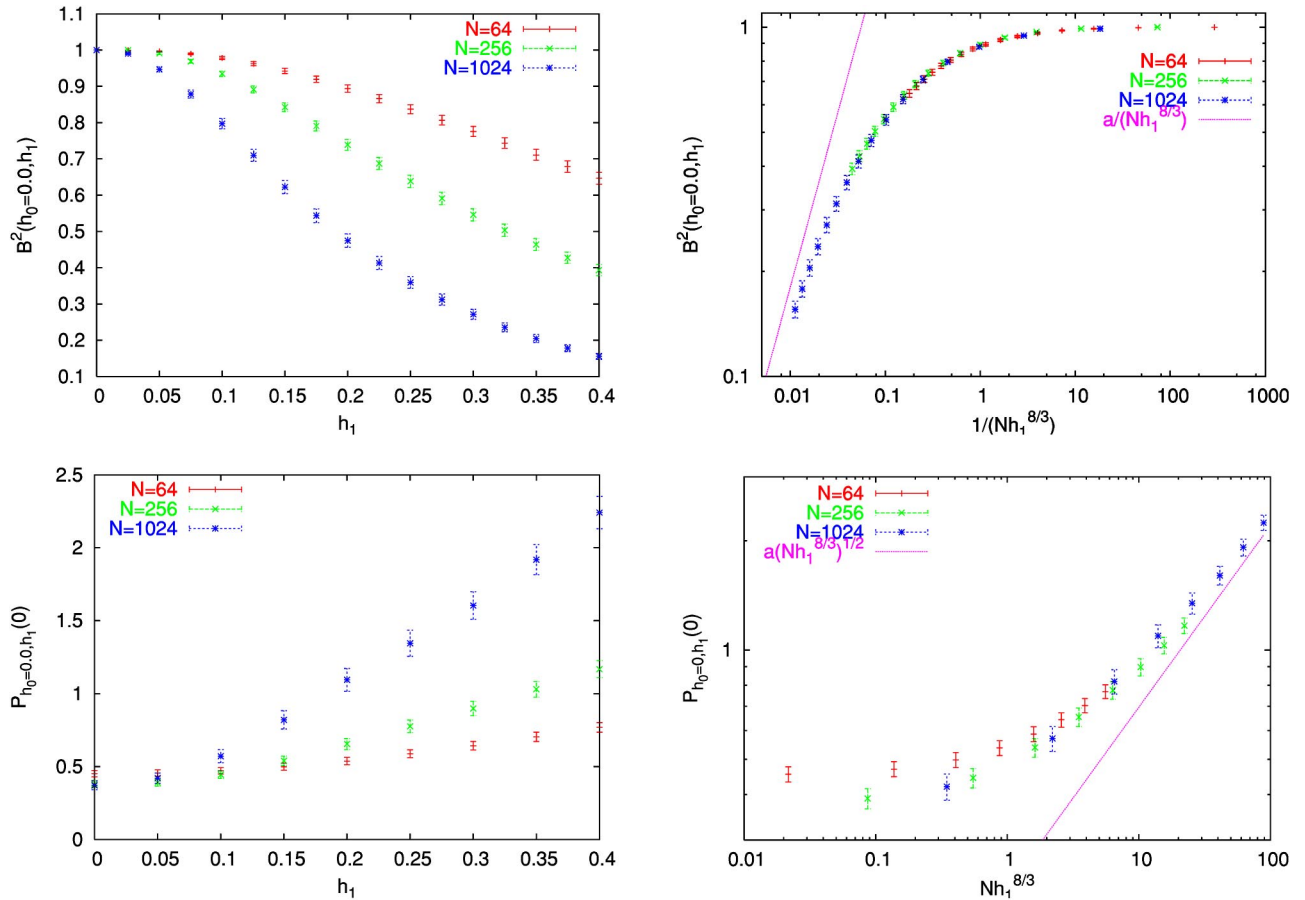 1.1
1
0.9
0.8
0.7
0.6
0.5
0.4
0.3
0.2
0.1
0 0.05 0.1 0.15 0.2 0.25 0.3 0.35 0.4
B²(h₀=0.0,h₁)
h₁
N=64
N=256
N=1024
1
0.1
0.01 0.1 1 10 100 1000
B²(h₀=0.0,h₁)
1/(Nh₁^8/3)
N=64
N=256
N=1024
a/(Nh₁^8/3)
2.5
2
1.5
1
0.5
0
0 0.05 0.1 0.15 0.2 0.25 0.3 0.35 0.4
P_h₀=0.0,h₁(0)
h₁
N=64
N=256
N=1024
1
0.01 0.1 1 10 100
P_h₀=0,h₁(0)
Nh₁^8/3
N=64
N=256
N=1024
a(Nh₁^8/3)^1/2